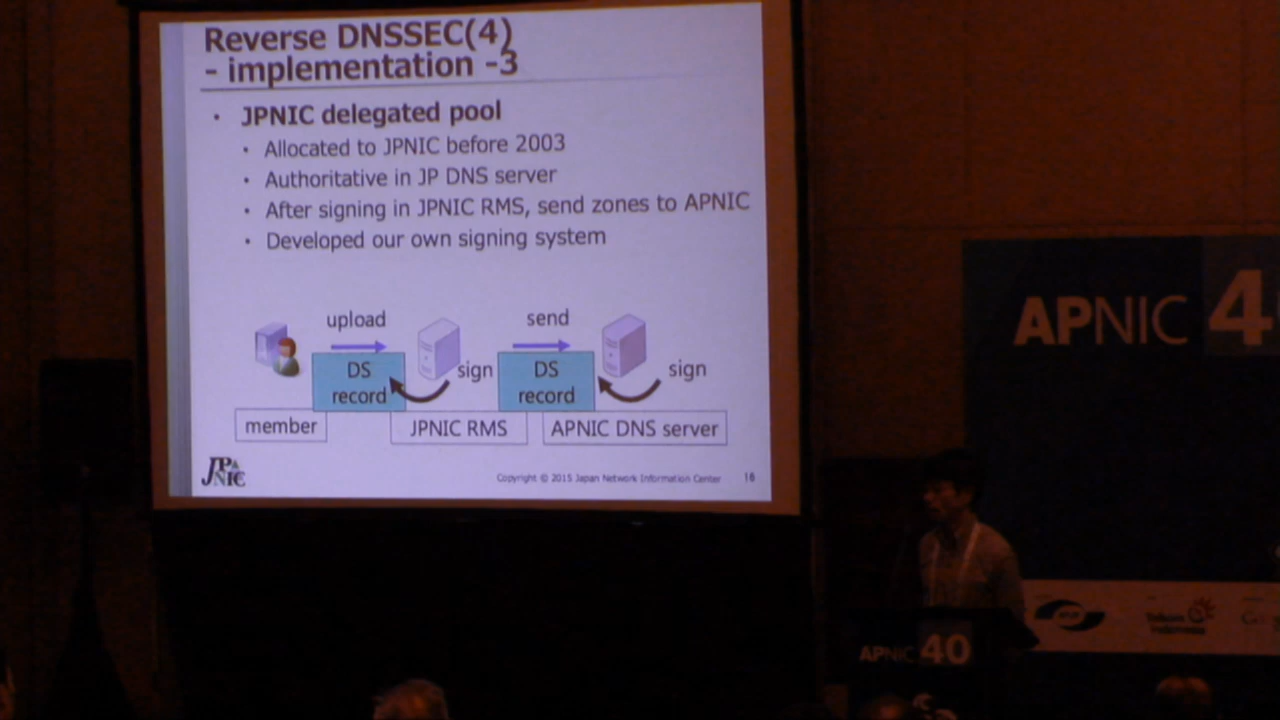 Reverse DNSSEC(4)
- implementation -3
• JPNIC delegated pool
• Allocated to JPNIC before 2003
• Authoritative in JP DNS server
• After signing in JPNIC RMS, send zones to APNIC
• Developed our own signing system
upload
send
DS
record
sign
DS
record
sign
member
JPNIC RMS
APNIC DNS server
JPNIC
Copyright © 2015 Japan Network Information Center
16
APNIC 4
APNIC 40